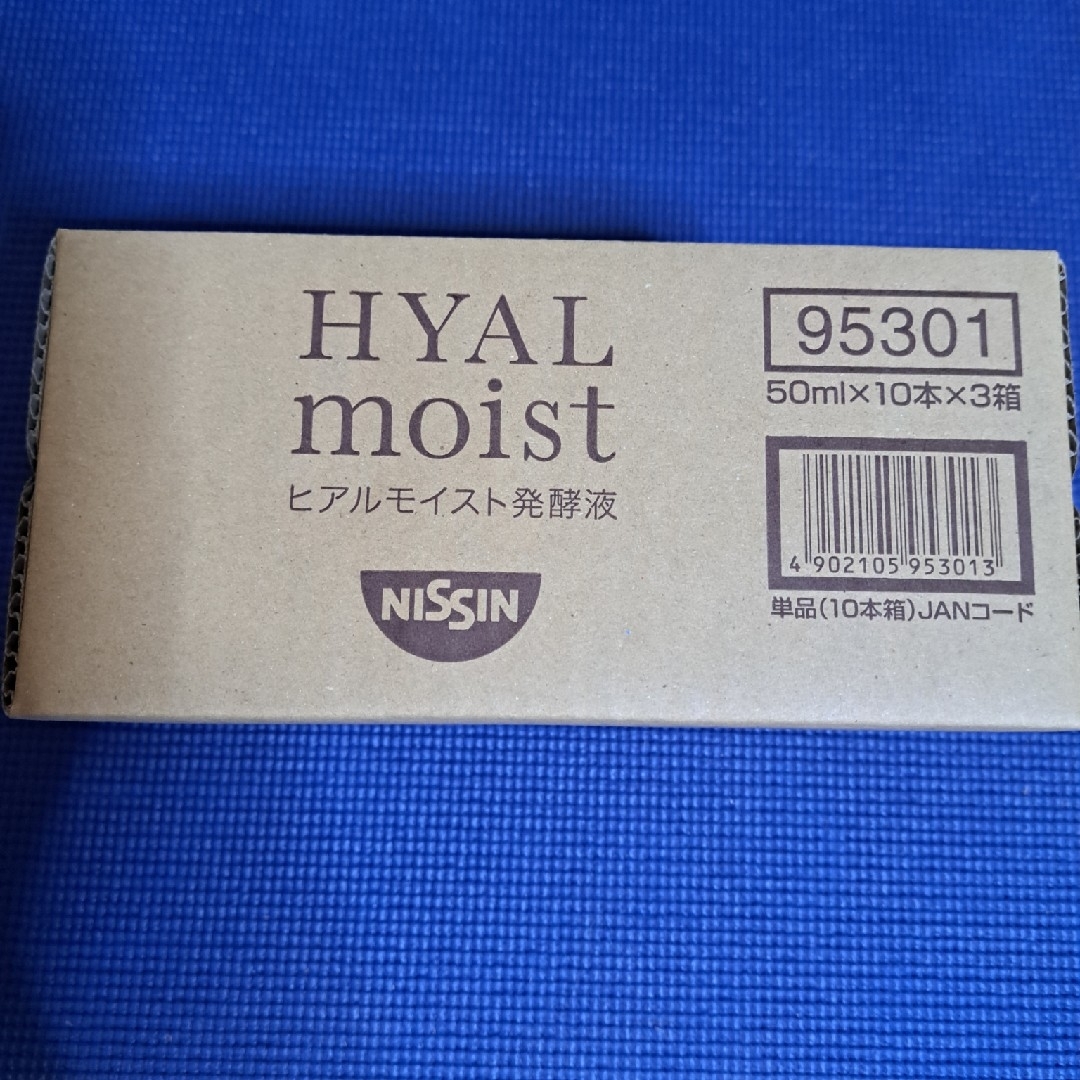 HYAL
moist
ヒアルモイスト発酵液
NISSIN
95301
50ml×10本×3箱
4 902105 953013
単品(10本箱)JANコード